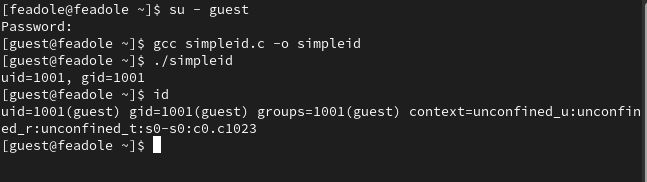 [feadole@feadole ~]$ su - guest
Password:
[guest@feadole ~]$ gcc simpleid.c -o simpleid
[guest@feadole ~]$ ./simpleid
uid=1001, gid=1001
[guest@feadole ~]$ id
uid=1001(guest) gid=1001(guest) groups=1001(guest) context=unconfined_u:unconfin
ed_r:unconfined_t:s0-s0:c0.c1023
[guest@feadole ~]$